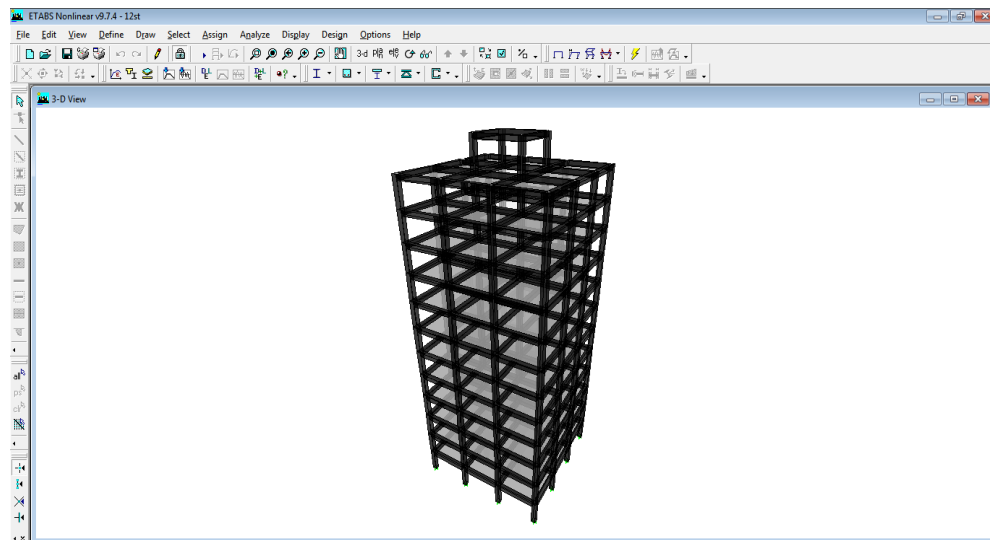 ETABS Nonlinear v9.7.4 - 12st
File Edit View Define Draw Select Assign Analyze Display Design Options Help
3-d
3-D View